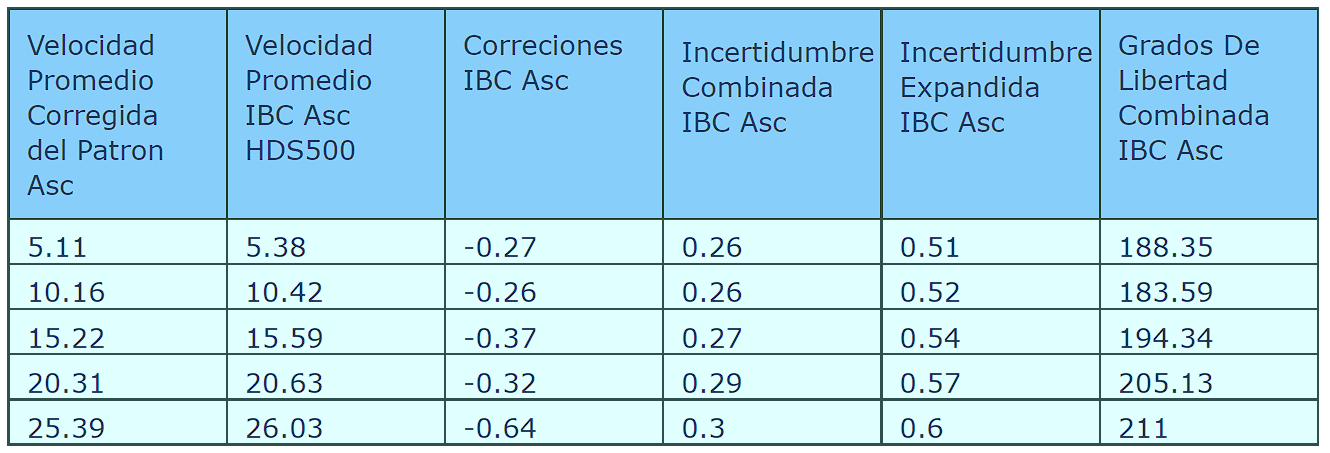 Velocidad
Promedio
Corregida
del Patron
Asc
Velocidad
Promedio
IBC Asc
HDS500
Correciones
IBC Asc
Incertidumbre
Combinada
IBC Asc
Incertidumbre
Expandida
IBC Asc
Grados De
Libertad
Combinada
IBC Asc
5.11 5.38 -0.27 0.26 0.51 188.35
10.16 10.42 -0.26 0.26 0.52 183.59
15.22 15.59 -0.37 0.27 0.54 194.34
20.31 20.63 -0.32 0.29 0.57 205.13
25.39 26.03 -0.64 0.3 0.6 211